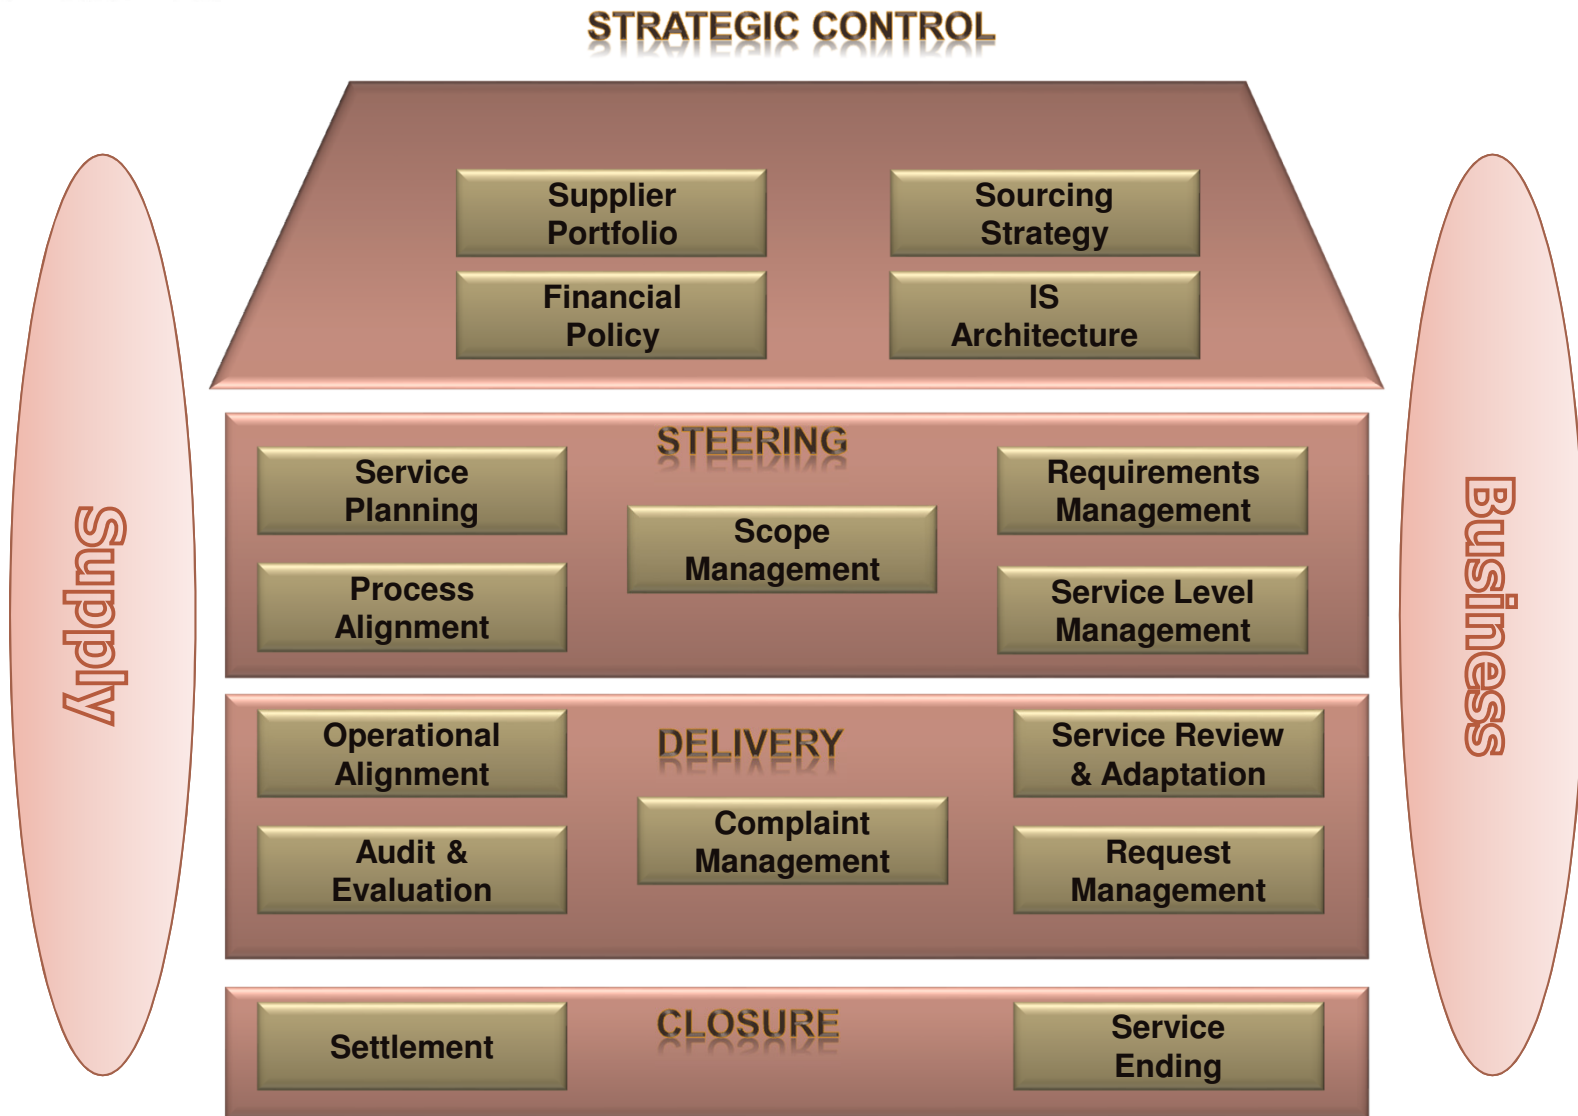 STRATEGIC CONTROL
Supplier
Portfolio
Sourcing
Strategy
Financial
Policy
IS
Architecture
STEERING
Service
Planning
Requirements
Management
Scope
Management
Process
Alignment
Service Level
Management
Supply
Business
DELIVERY
Operational
Alignment
Service Review
& Adaptation
Complaint
Management
Audit &
Evaluation
Request
Management
CLOSURE
Settlement
Service
Ending